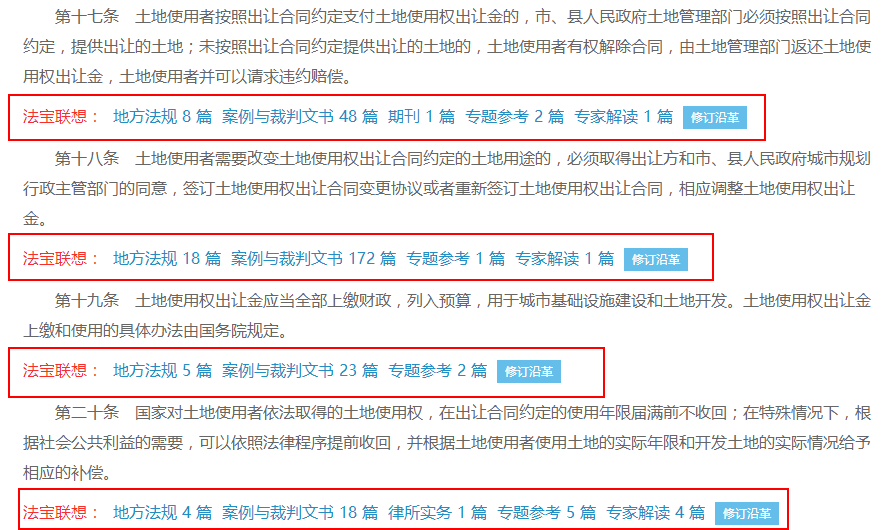 第十七条　土地使用者按照出让合同约定支付土地使用权出让金的，市、县人民政府土地管理部门必须按照出让合同
约定，提供出让的土地；未按照出让合同约定提供出让的土地的，土地使用者有权解除合同，由土地管理部门返还土地使
用权出让金，土地使用者并可以请求违约赔偿。
法宝联想： 地方法规 8 篇 案例与裁判文书 48 篇 期刊 1 篇 专题参考 2 篇 专家解读 1 篇 修订沿革
第十八条　土地使用者需要改变土地使用权出让合同约定的土地用途的，必须取得出让方和市、县人民政府城市规划
行政主管部门的同意，签订土地使用权出让合同变更协议或者重新签订土地使用权出让合同，相应调整土地使用权出让
金。
法宝联想： 地方法规 18 篇 案例与裁判文书 172 篇 专题参考 1 篇 专家解读 1 篇 修订沿革
第十九条　土地使用权出让金应当全部上缴财政，列入预算，用于城市基础设施建设和土地开发。土地使用权出让金
上缴和使用的具体办法由国务院规定。
法宝联想： 地方法规 5 篇 案例与裁判文书 23 篇 专题参考 2 篇 修订沿革
第二十条　国家对土地使用者依法取得的土地使用权，在出让合同约定的使用年限届满前不收回；在特殊情况下，根
据社会公共利益的需要，可以依照法律程序提前收回，并根据土地使用者使用土地的实际年限和开发土地的实际情况给予
相应的补偿。
法宝联想： 地方法规 4 篇 案例与裁判文书 18 篇 律所实务 1 篇 专题参考 5 篇 专家解读 4 篇 修订沿革